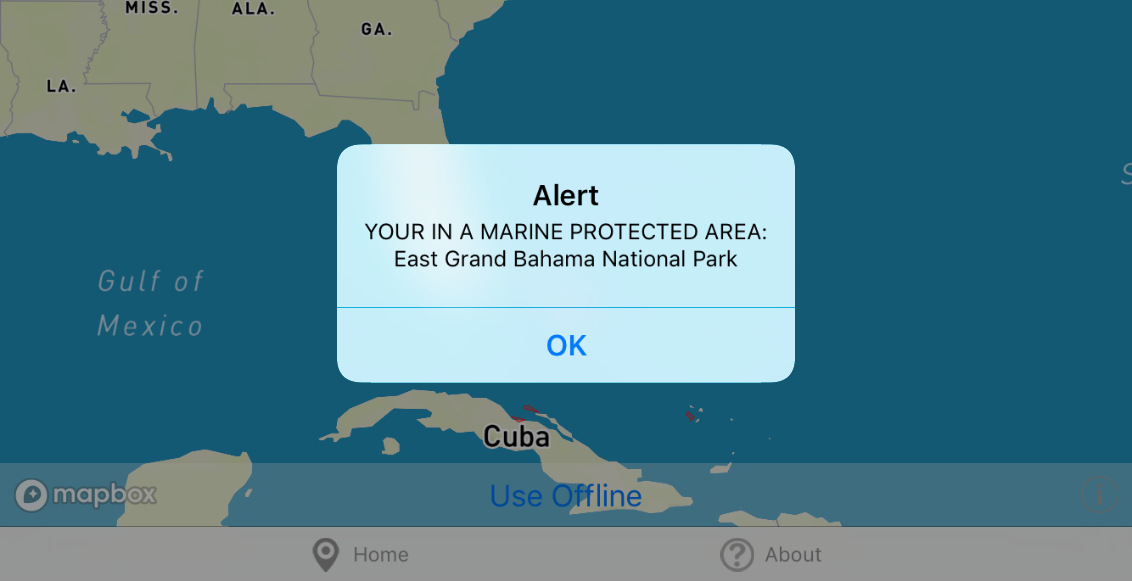 MISS.
ALA.
GA.
LA.
Alert
YOUR IN A MARINE PROTECTED AREA:
East Grand Bahama National Park
Gulf of
Mexico
OK
Cuba
mapbox
Use Offline
Home
About